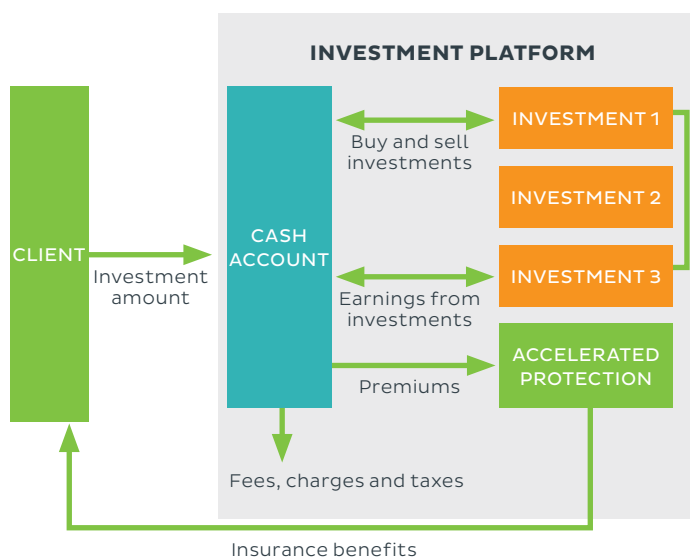 INVESTMENT PLATFORM
CLIENT
Investment
amount
CASH
ACCOUNT
Buy and sell
investments
Earnings from
investments
Premiums
Fees, charges and taxes
INVESTMENT 1
INVESTMENT 2
INVESTMENT 3
ACCELERATED
PROTECTION
Insurance benefits